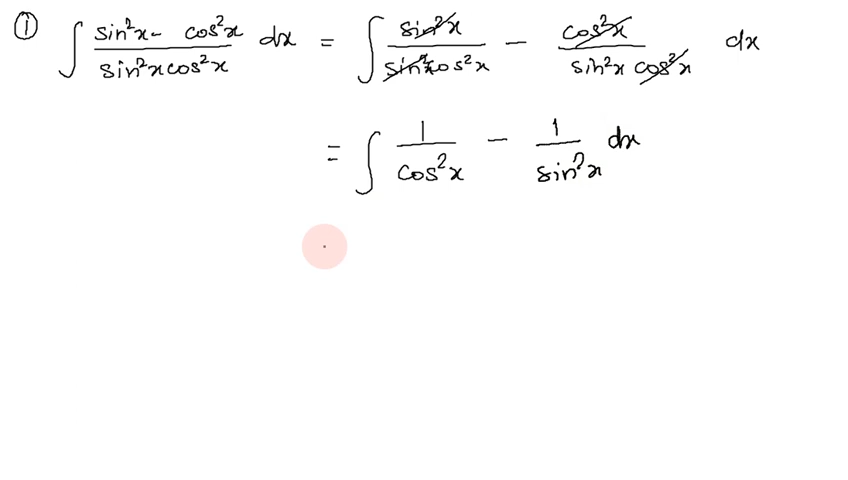 ① ∫ sin²x - cos²x / sin²x cos²x dx = ∫ sin²x / sin²x cos²x - cos²x / sin²x cos²x dx
= ∫ 1 / cos²x - 1 / sin²x dx